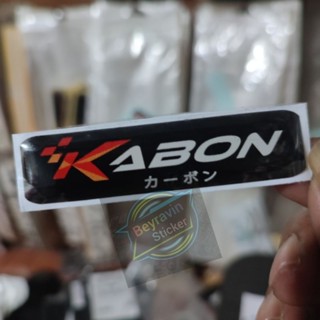 KABON
カーボン
Beyravin
Sticker